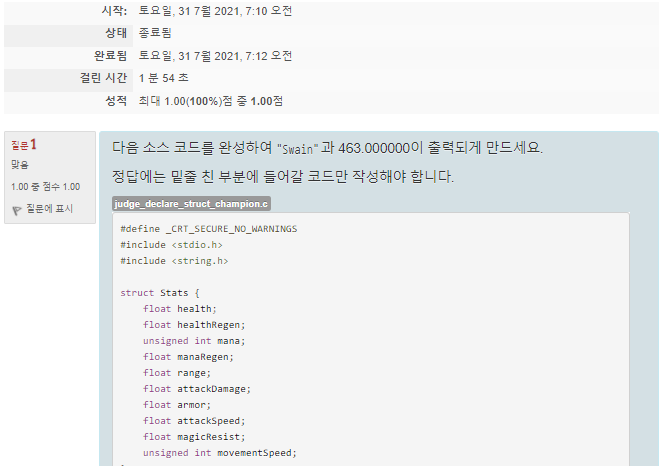 시작: 토요일, 31 7월 2021, 7:10 오전
상태 종료됨
완료됨 토요일, 31 7월 2021, 7:12 오전
걸린 시간 1 분 54 초
성적 최대 1.00(100%)점 중 1.00점
질문 1
맞음
1.00 중 점수 1.00
질문에 표시
다음 소스 코드를 완성하여 "Swain"과 463.000000이 출력되게 만드세요.
정답에는 밑줄 친 부분에 들어갈 코드만 작성해야 합니다.
judge_declare_struct_champion.c
#define _CRT_SECURE_NO_WARNINGS
#include <stdio.h>
#include <string.h>
struct Stats {
float health;
float healthRegen;
unsigned int mana;
float manaRegen;
float range;
float attackDamage;
float armor;
float attackSpeed;
float magicResist;
unsigned int movementSpeed;